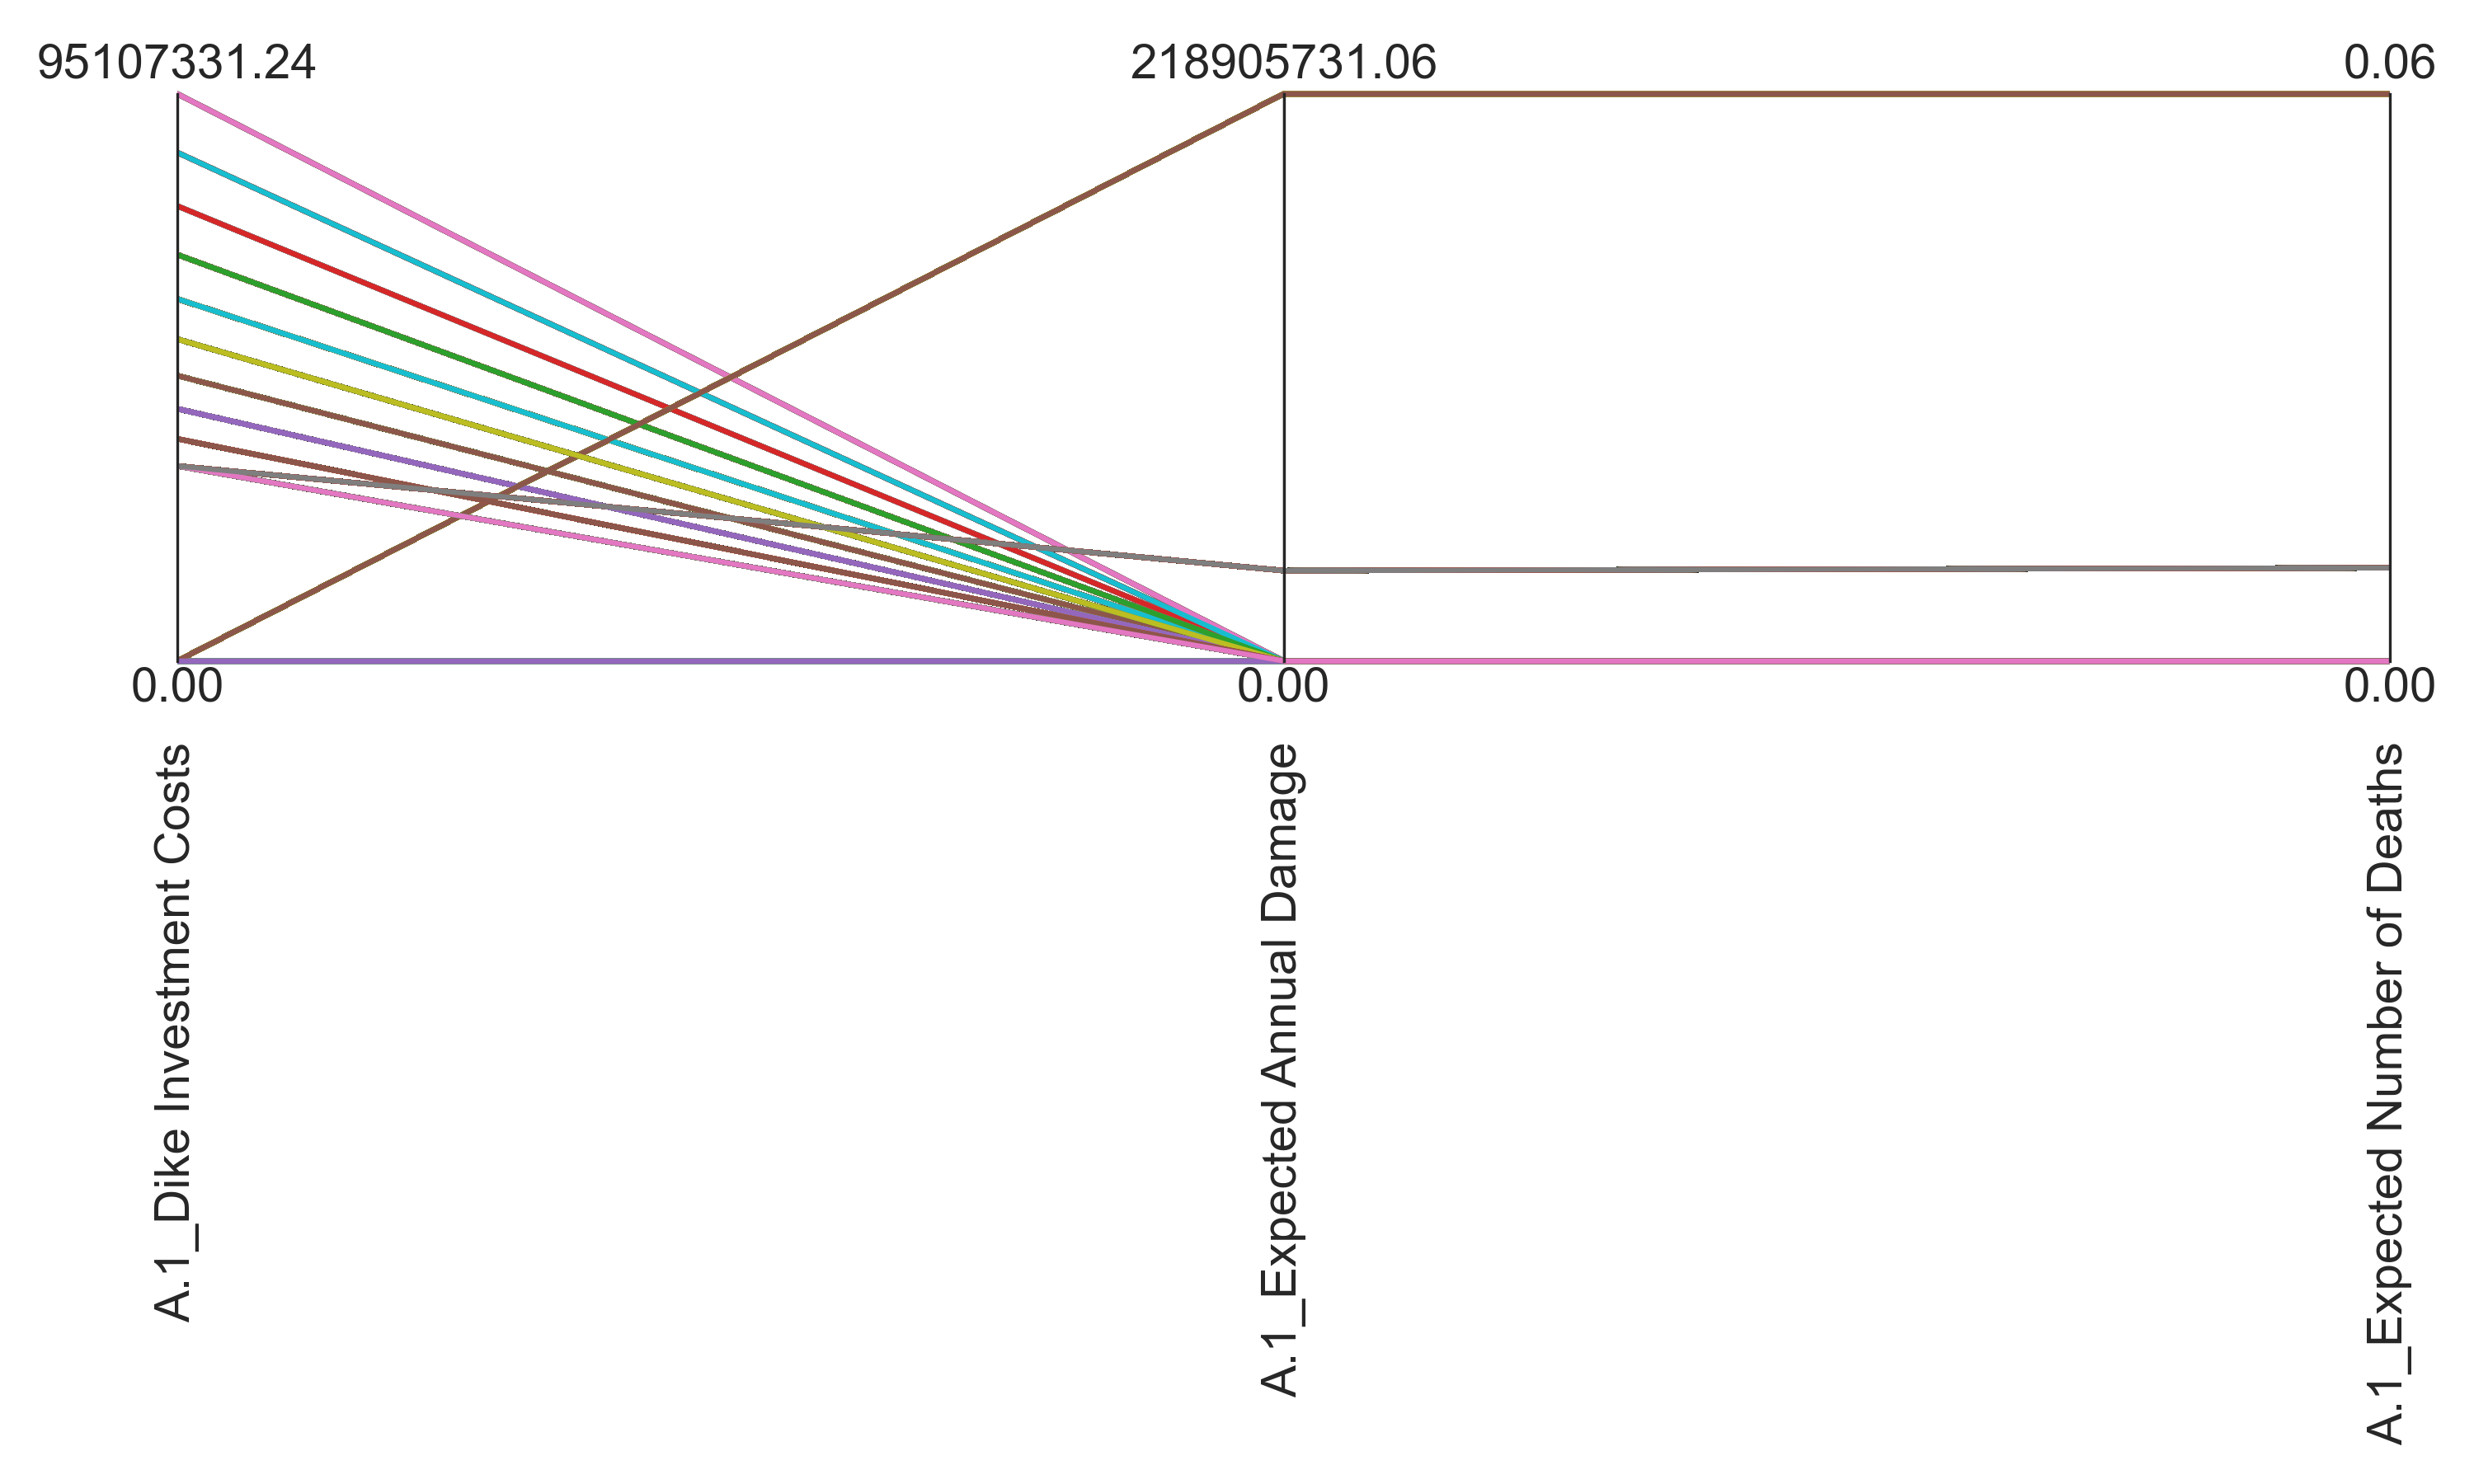 95107331.24
218905731.06
0.06
0.00
0.00
0.00
A.1_Dike Investment Costs
A.1_Expected Annual Damage
A.1_Expected Number of Deaths